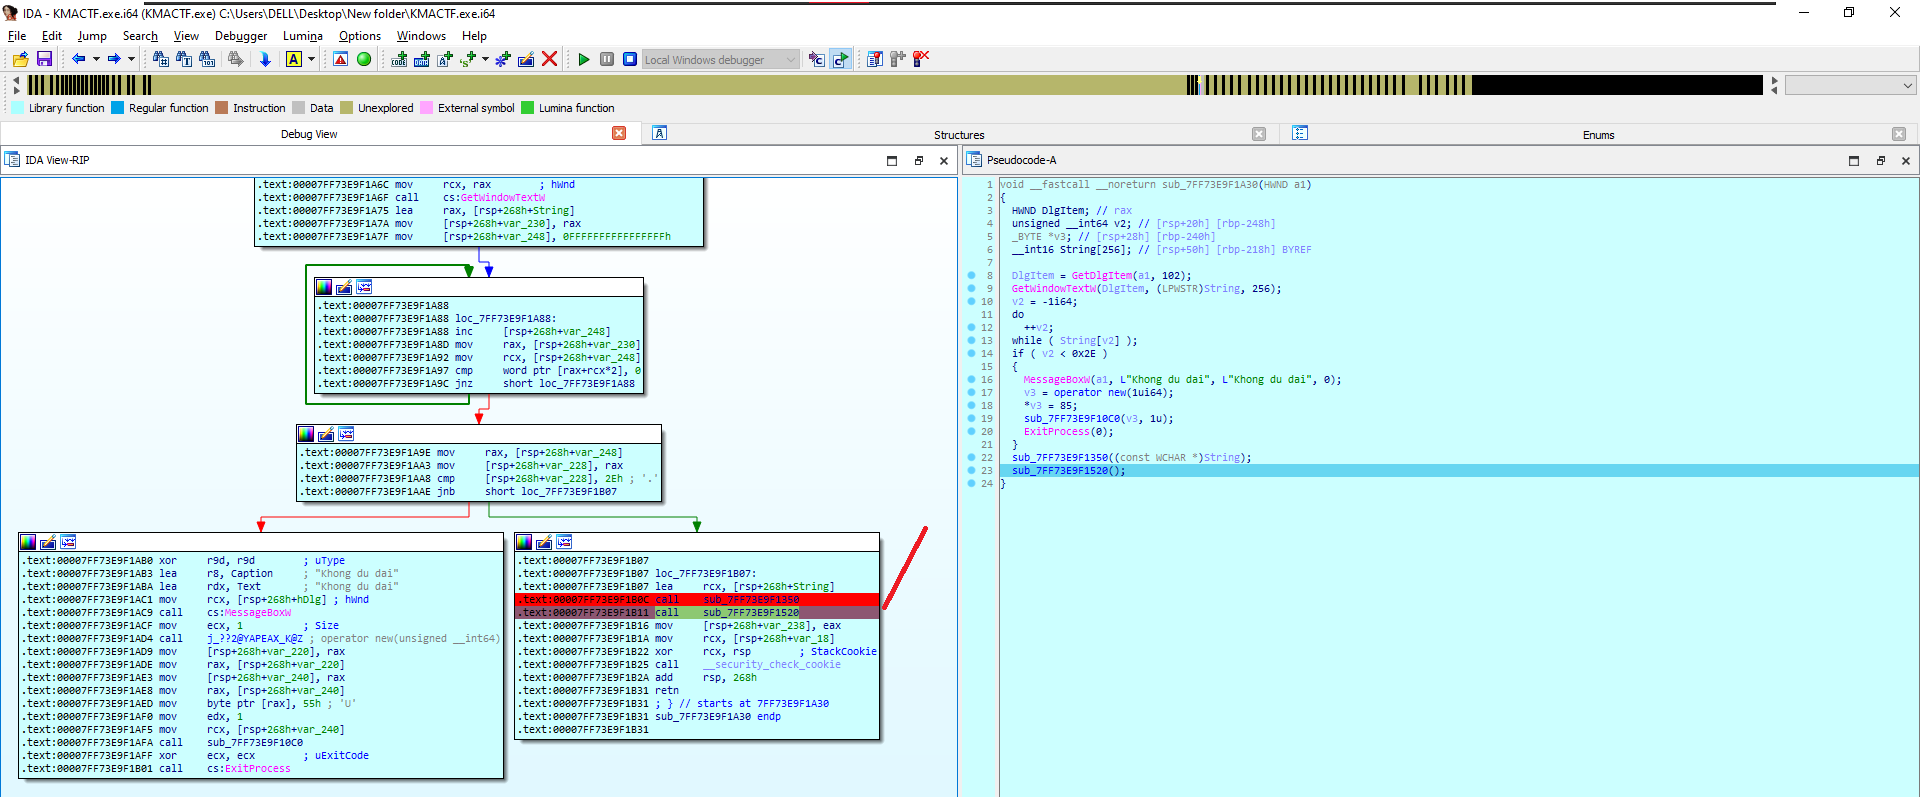 IDA - KMACTF.exe.i64 (KMACTF.exe) C:\Users\DELL\Desktop\New folder\KMACTF.exe.i64
File Edit Jump Search View Debugger Lumina Options Windows Help
Local Windows debugger
Library function Regular function Instruction Data Unexplored External symbol Lumina function
Debug View Structures Enums
IDA View-RIP
.text:00007FF73E9F1A6C mov rcx, rax ; hWnd
.text:00007FF73E9F1A6F call cs:GetWindowTextW
.text:00007FF73E9F1A75 lea rax, [rsp+268h+String]
.text:00007FF73E9F1A7A mov [rsp+268h+var_230], rax
.text:00007FF73E9F1A7F mov [rsp+268h+var_248], 0FFFFFFFFFFFFFFFFh
.text:00007FF73E9F1A88
.text:00007FF73E9F1A88 loc_7FF73E9F1A88:
.text:00007FF73E9F1A88 inc [rsp+268h+var_248]
.text:00007FF73E9F1A8D mov rax, [rsp+268h+var_230]
.text:00007FF73E9F1A92 mov rcx, [rsp+268h+var_248]
.text:00007FF73E9F1A97 cmp word ptr [rax+rcx*2], 0
.text:00007FF73E9F1A9C jnz short loc_7FF73E9F1A88
.text:00007FF73E9F1A9E mov rax, [rsp+268h+var_248]
.text:00007FF73E9F1AA3 mov [rsp+268h+var_228], rax
.text:00007FF73E9F1AA8 cmp [rsp+268h+var_228], 2Eh ; '.'
.text:00007FF73E9F1AAE jnb short loc_7FF73E9F1B07
.text:00007FF73E9F1AB0 xor r9d, r9d ; uType
.text:00007FF73E9F1AB3 lea r8, Caption ; "Khong du dai"
.text:00007FF73E9F1ABA lea rdx, Text ; "Khong du dai"
.text:00007FF73E9F1AC1 mov rcx, [rsp+268h+hDlg] ; hWnd
.text:00007FF73E9F1AC9 call cs:MessageBoxW
.text:00007FF73E9F1ACF mov ecx, 1 ; Size
.text:00007FF73E9F1AD4 call j_??2@YAPEAX_K@Z ; operator new(unsigned __int64)
.text:00007FF73E9F1AD9 mov [rsp+268h+var_220], rax
.text:00007FF73E9F1ADE mov rax, [rsp+268h+var_220]
.text:00007FF73E9F1AE3 mov [rsp+268h+var_240], rax
.text:00007FF73E9F1AE8 mov rax, [rsp+268h+var_240]
.text:00007FF73E9F1AED mov byte ptr [rax], 55h ; 'U'
.text:00007FF73E9F1AF0 mov edx, 1
.text:00007FF73E9F1AF5 mov rcx, [rsp+268h+var_240]
.text:00007FF73E9F1AFA call sub_7FF73E9F10C0
.text:00007FF73E9F1AFF xor ecx, ecx ; uExitCode
.text:00007FF73E9F1B01 call cs:ExitProcess
.text:00007FF73E9F1B07
.text:00007FF73E9F1B07 loc_7FF73E9F1B07:
.text:00007FF73E9F1B07 lea rcx, [rsp+268h+String]
.text:00007FF73E9F1B0C call sub_7FF73E9F1350
.text:00007FF73E9F1B11 call sub_7FF73E9F1520
.text:00007FF73E9F1B16 mov [rsp+268h+var_238], eax
.text:00007FF73E9F1B1A mov rcx, [rsp+268h+var_18]
.text:00007FF73E9F1B22 xor rcx, rsp ; StackCookie
.text:00007FF73E9F1B25 call __security_check_cookie
.text:00007FF73E9F1B2A add rsp, 268h
.text:00007FF73E9F1B31 retn
.text:00007FF73E9F1B31 ; } // starts at 7FF73E9F1A30
.text:00007FF73E9F1B31 sub_7FF73E9F1A30 endp
.text:00007FF73E9F1B31
Pseudocode-A
1 void __fastcall __noreturn sub_7FF73E9F1A30(HWND a1)
2 {
3 HWND DlgItem; // rax
4 unsigned __int64 v2; // [rsp+20h] [rbp-248h]
5 _BYTE *v3; // [rsp+28h] [rbp-240h]
6 __int16 String[256]; // [rsp+50h] [rbp-218h] BYREF
7
8 DlgItem = GetDlgItem(a1, 102);
9 GetWindowTextW(DlgItem, (LPWSTR)String, 256);
10 v2 = -1i64;
11 do
12 ++v2;
13 while ( String[v2] );
14 if ( v2 < 0x2E )
15 {
16 MessageBoxW(a1, L"Khong du dai", L"Khong du dai", 0);
17 v3 = operator new(1ui64);
18 *v3 = 85;
19 sub_7FF73E9F10C0(v3, 1u);
20 ExitProcess(0);
21 }
22 sub_7FF73E9F1350((const WCHAR *)String);
23 sub_7FF73E9F1520();
24 }